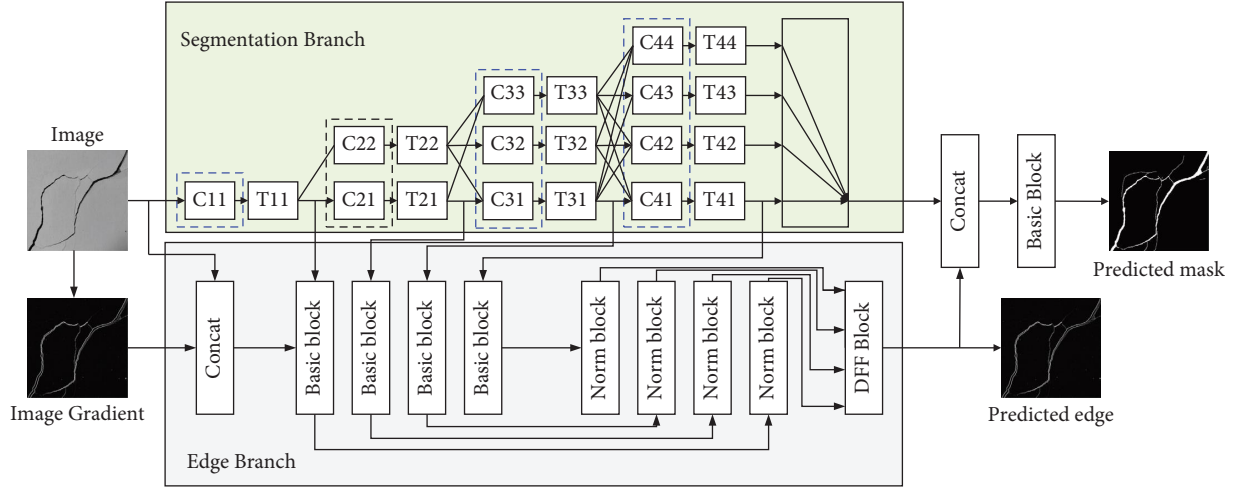 Segmentation Branch
C44
T44
C33
T33
C43
T43
Image
C22
T22
C32
T32
C42
T42
C11
T11
C21
T21
C31
T31
C41
T41
Concat
Basic Block
Predicted mask
Concat
Basic block
Basic block
Basic block
Basic block
Norm block
Norm block
Norm block
Norm block
DFF Block
Image Gradient
Predicted edge
Edge Branch